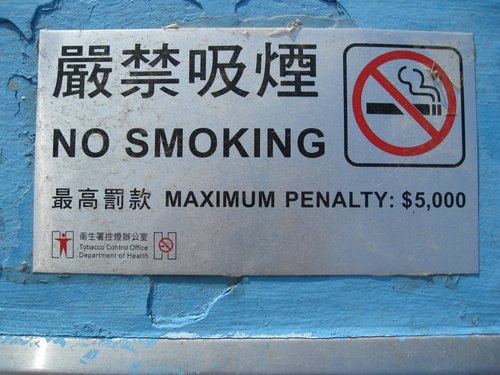 嚴禁吸煙
NO SMOKING
最高罰款 MAXIMUM PENALTY: $5,000
衞生署控煙辦公室
Tobacco Control Office
Department of Health